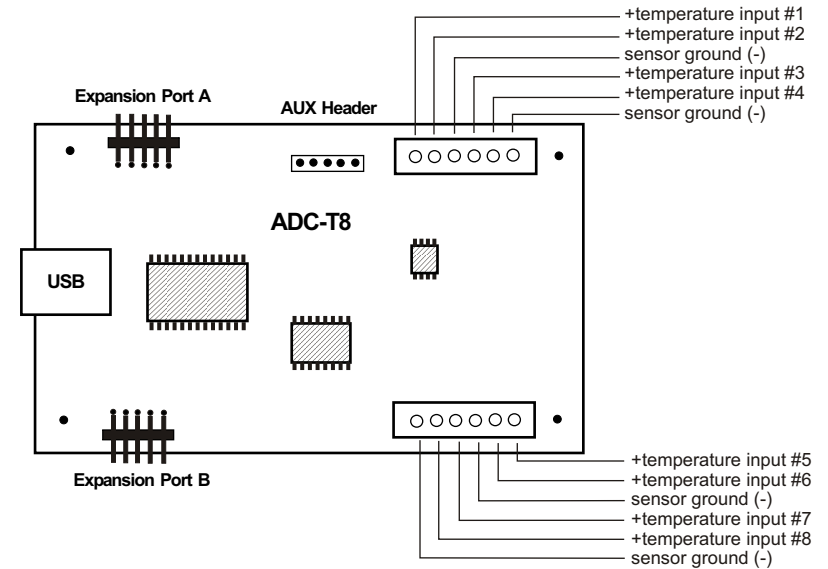 +temperature input #1
+temperature input #2
sensor ground (-)
+temperature input #3
+temperature input #4
sensor ground (-)
Expansion Port A
AUX Header
ADC-T8
USB
Expansion Port B
+temperature input #5
+temperature input #6
sensor ground (-)
+temperature input #7
+temperature input #8
sensor ground (-)